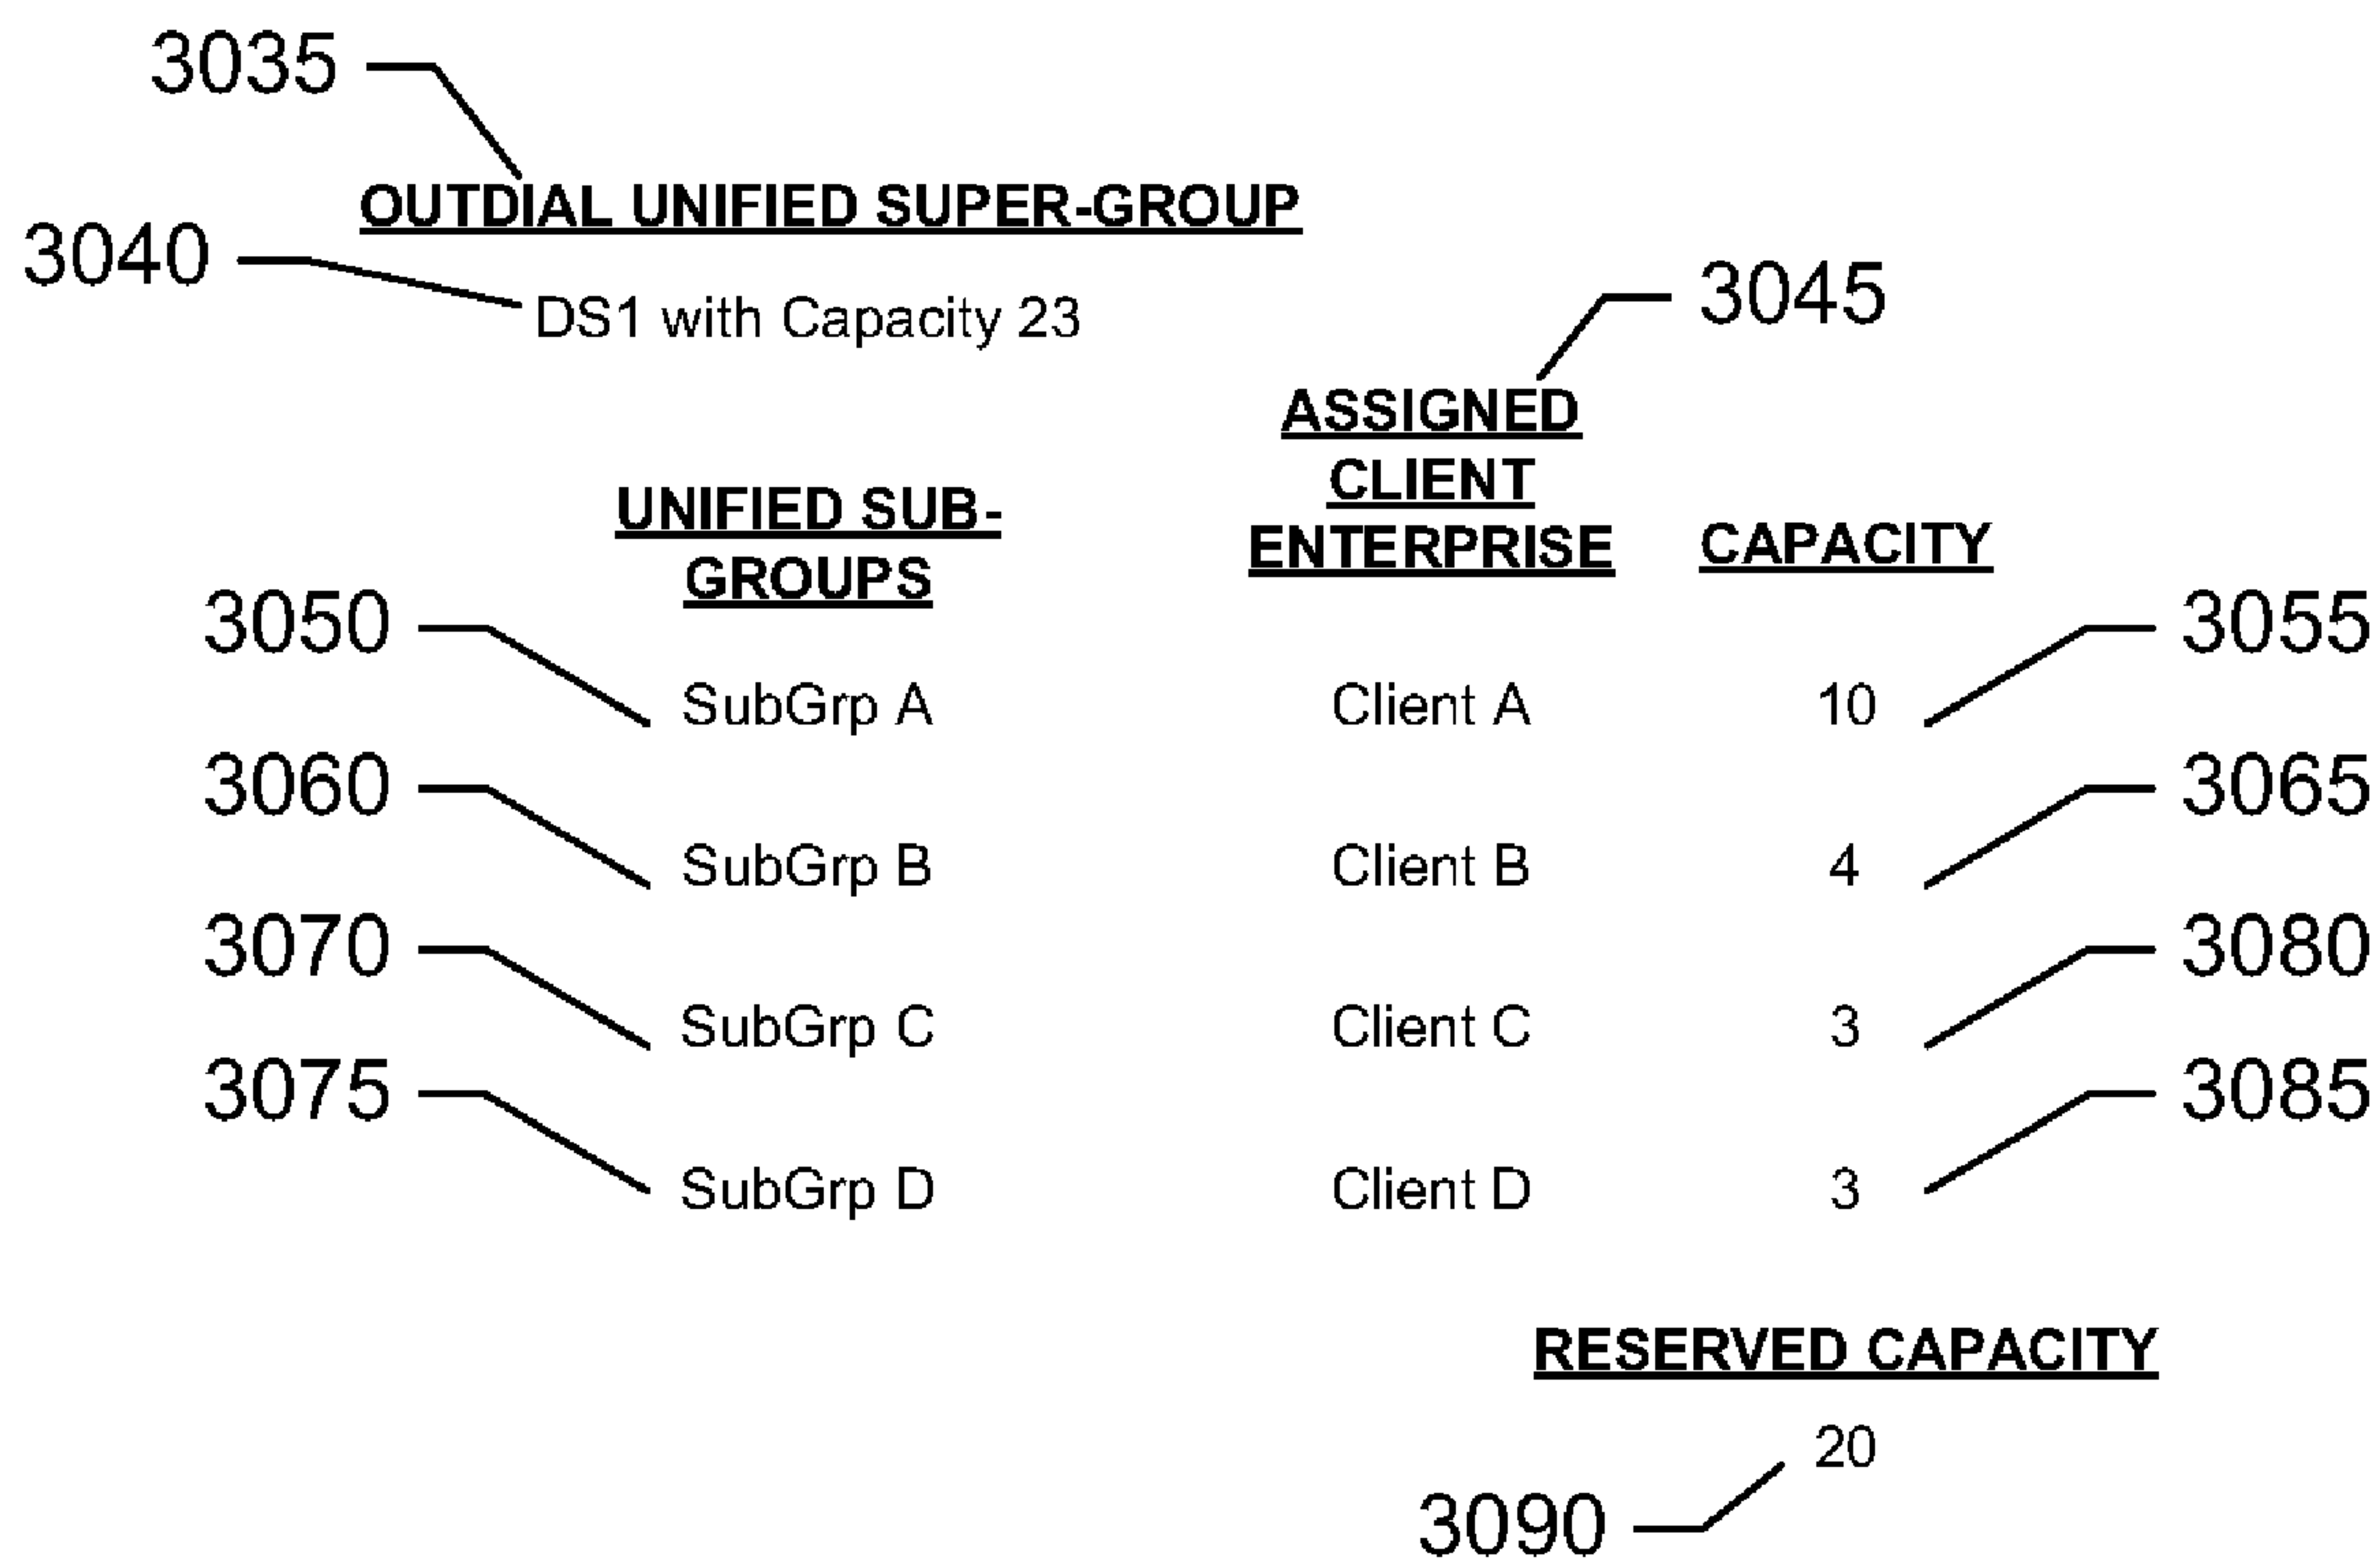 3035
OUTDIAL UNIFIED SUPER-GROUP
3040
DS1 with Capacity 23
3045
ASSIGNED
CLIENT
ENTERPRISE
UNIFIED SUB-
GROUPS
CAPACITY
3050
SubGrp A
Client A
10
3055
3060
SubGrp B
Client B
4
3065
3070
SubGrp C
Client C
3
3080
3075
SubGrp D
Client D
3
3085
RESERVED CAPACITY
20
3090